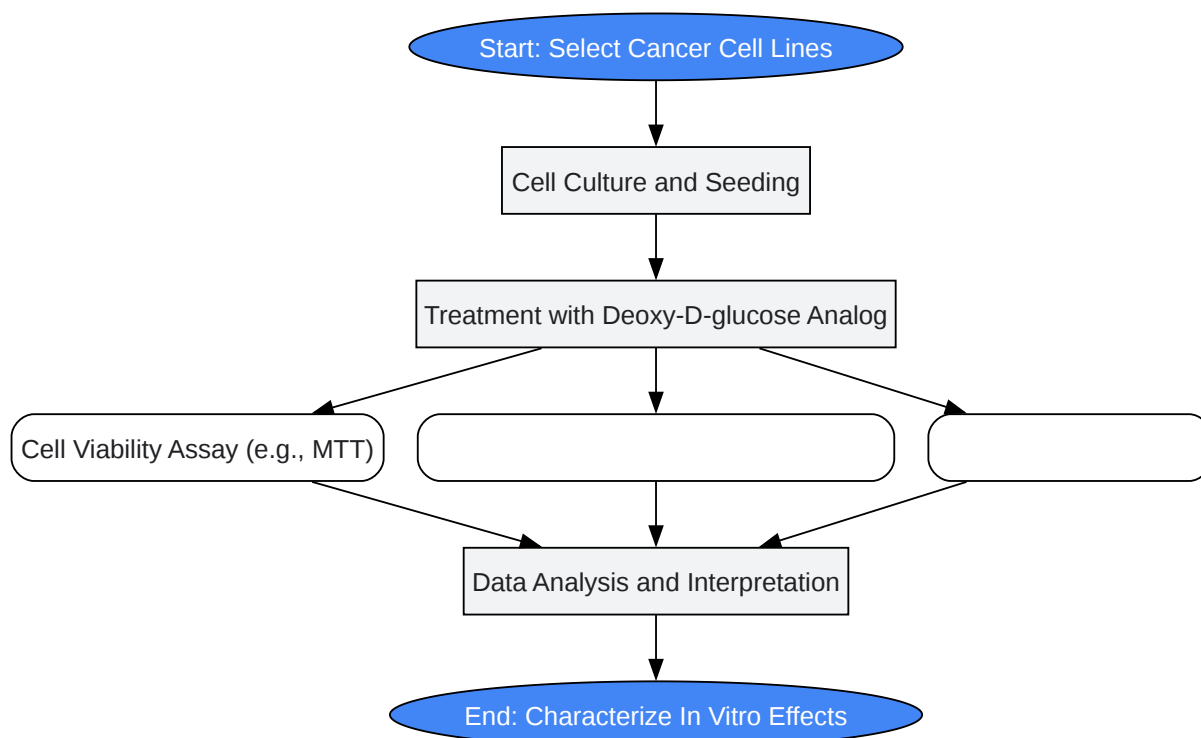 Start: Select Cancer Cell Lines
Cell Culture and Seeding
Treatment with Deoxy-D-glucose Analog
Cell Viability Assay (e.g., MTT)
Data Analysis and Interpretation
End: Characterize In Vitro Effects